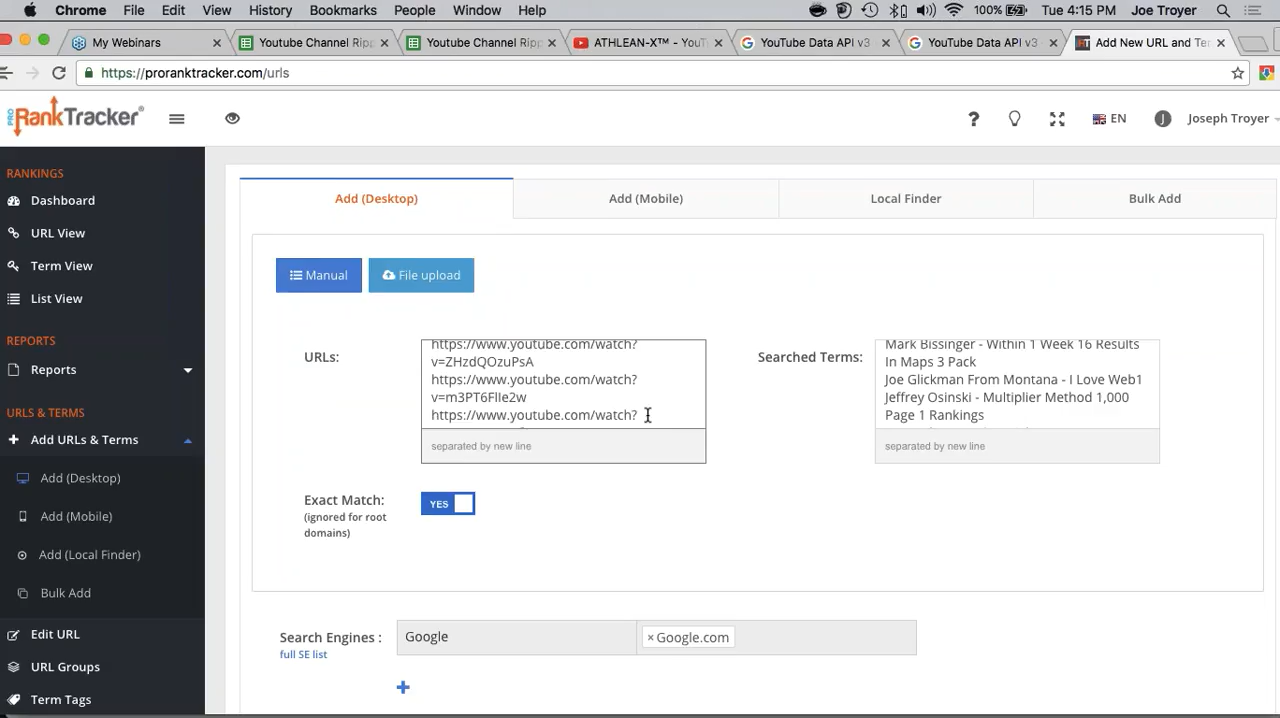 Chrome File Edit View History Bookmarks People Window Help 100% Tue 4:15 PM Joe Troyer
My Webinars Youtube Channel Ripp Youtube Channel Ripp ATHLEAN-X™ - YouT YouTube Data API v3 YouTube Data API v3 Add New URL and Ter
https://proranktracker.com/urls
PRO RankTracker ? EN J Joseph Troyer
RANKINGS
Dashboard
URL View
Term View
List View
REPORTS
Reports
URLS & TERMS
Add URLs & Terms
Add (Desktop)
Add (Mobile)
Add (Local Finder)
Bulk Add
Edit URL
URL Groups
Term Tags
Add (Desktop) Add (Mobile) Local Finder Bulk Add
Manual File upload
URLs:
https://www.youtube.com/watch?
v=ZHzdQOzuPsA
https://www.youtube.com/watch?
v=m3PT6FlIe2w
https://www.youtube.com/watch?
separated by new line
Searched Terms:
Mark Bissinger - Within 1 Week 16 Results
In Maps 3 Pack
Joe Glickman From Montana - I Love Web1
Jeffrey Osinski - Multiplier Method 1,000
Page 1 Rankings
separated by new line
Exact Match: YES
(ignored for root
domains)
Search Engines : Google × Google.com
full SE list